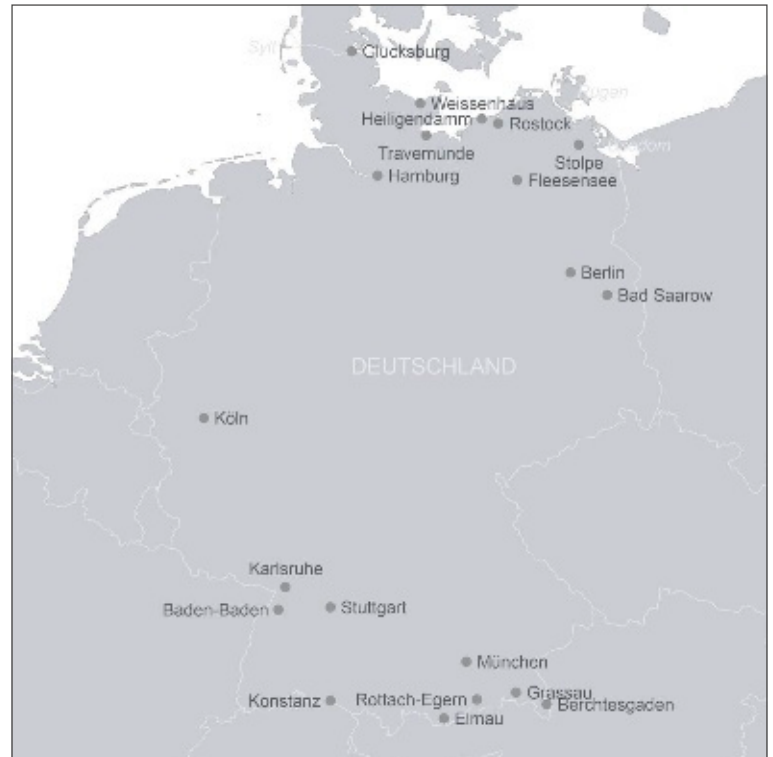 Sylt
Glücksburg
Weissenhaus
Rügen
Heiligendamm
Rostock
Travemünde
Usedom
Stolpe
Hamburg
Fleesensee
Berlin
Bad Saarow
DEUTSCHLAND
Köln
Karlsruhe
Baden-Baden
Stuttgart
München
Grassau
Konstanz
Rottach-Egern
Berchtesgaden
Elmau